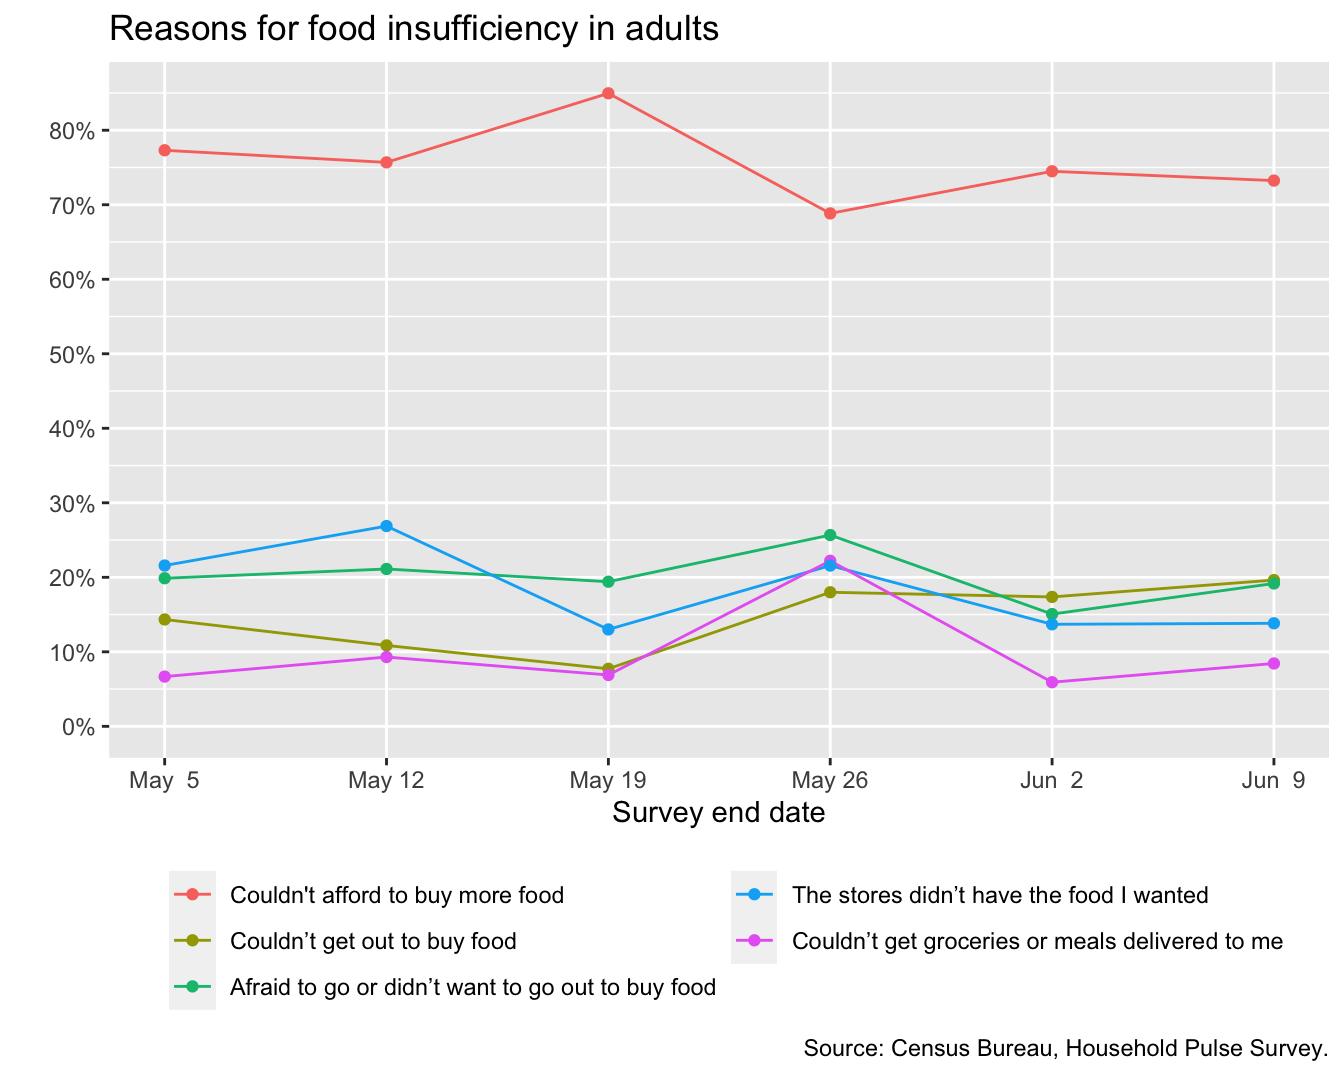 Reasons for food insufficiency in adults
80%
70%
60%
50%
40%
30%
20%
10%
0%
May  5 May 12 May 19 May 26 Jun  2 Jun  9
Survey end date
Couldn't afford to buy more food
Couldn’t get out to buy food
Afraid to go or didn’t want to go out to buy food
The stores didn’t have the food I wanted
Couldn’t get groceries or meals delivered to me
Source: Census Bureau, Household Pulse Survey.